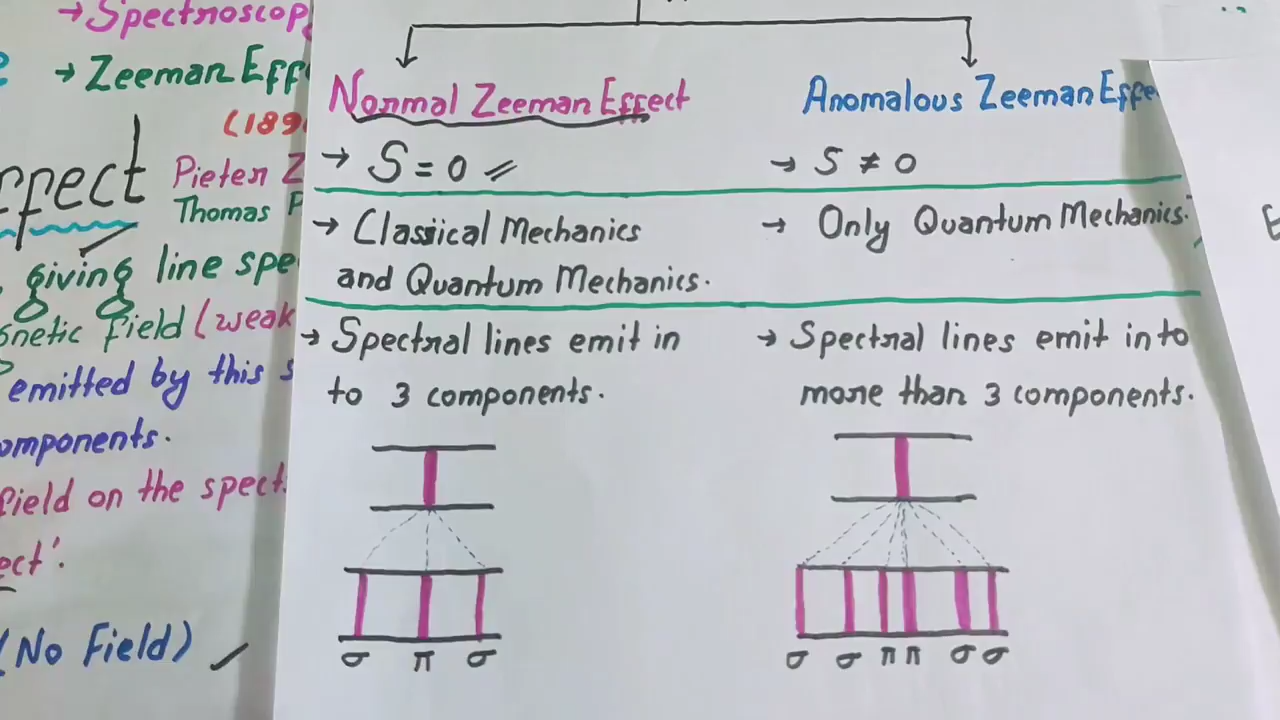 → Spectroscop
→ Zeeman Eff
(189
ffect
Pieter Z
Thomas P
giving line spe
netic field (weak
emitted by this s
omponents.
field on the spect
ect'.
(No Field)
Normal Zeeman Effect
→ S = 0
→ Classical Mechanics
and Quantum Mechanics.
→ Spectral lines emit in
to 3 components.
σ π σ
Anomalous Zeeman Effe
→ S ≠ 0
→ Only Quantum Mechanics.
→ Spectral lines emit into
more than 3 components.
σ σ π π σ σ
E